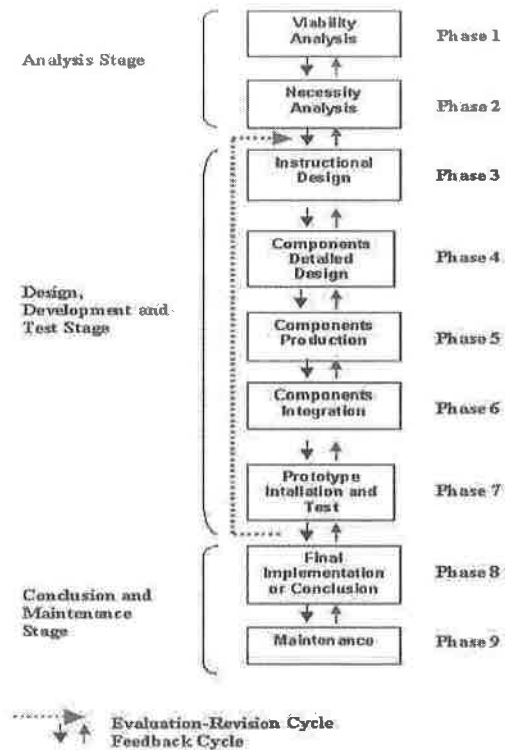 Viability
Analysis
Phase 1
Analysis Stage
Necessity
Analysis
Phase 2
Instructional
Design
Phase 3
Components
Detailed
Design
Phase 4
Design,
Development and
Test Stage
Components
Production
Phase 5
Components
Integration
Phase 6
Prototype
Intallation and
Test
Phase 7
Final
Implementation
or Conclusion
Phase 8
Conclusion and
Maintenance
Stage
Maintenance
Phase 9
Evaluation-Revision Cycle
Feedback Cycle